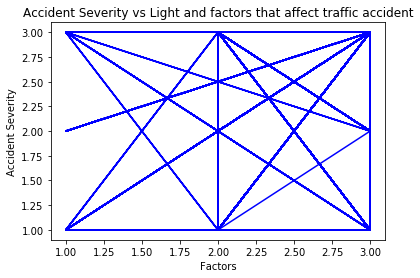 Accident Severity vs Light and factors that affect traffic accident
3.00
2.75
2.50
2.25
2.00
1.75
1.50
1.25
1.00
Accident Severity
1.00 1.25 1.50 1.75 2.00 2.25 2.50 2.75 3.00
Factors